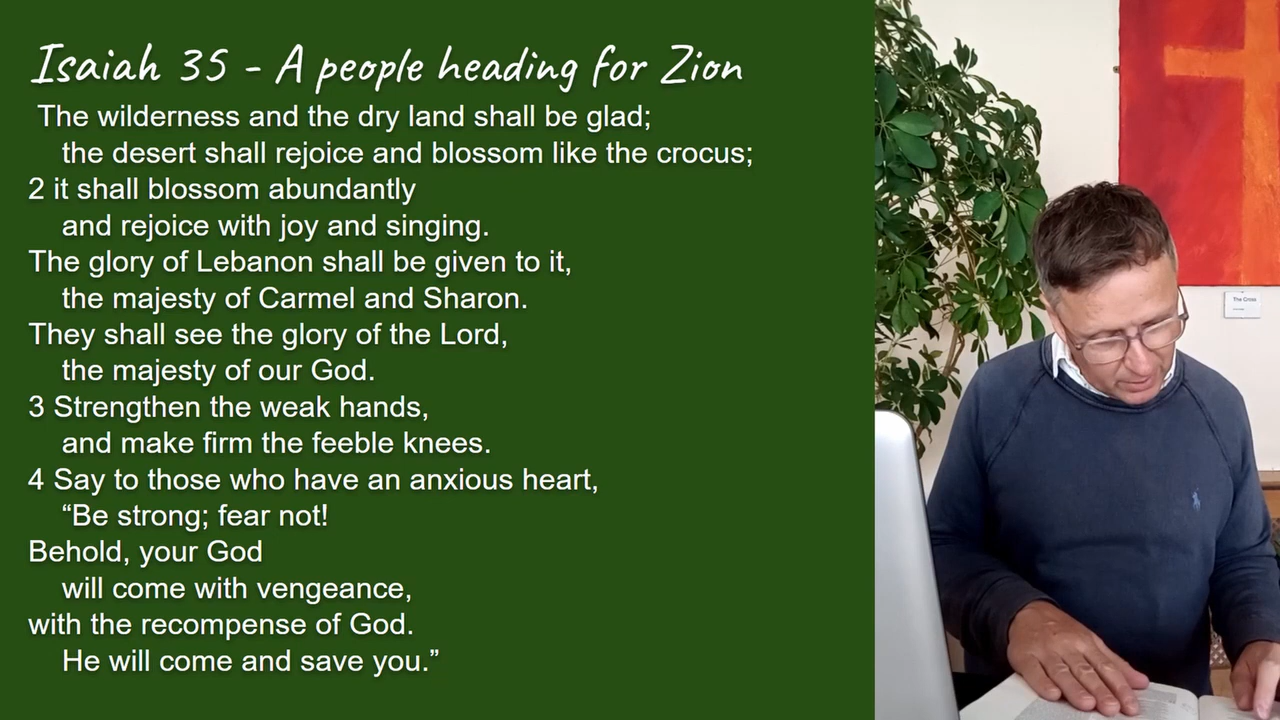 Isaiah 35 - A people heading for Zion
The wilderness and the dry land shall be glad;
the desert shall rejoice and blossom like the crocus;
2 it shall blossom abundantly
and rejoice with joy and singing.
The glory of Lebanon shall be given to it,
the majesty of Carmel and Sharon.
They shall see the glory of the Lord,
the majesty of our God.
3 Strengthen the weak hands,
and make firm the feeble knees.
4 Say to those who have an anxious heart,
“Be strong; fear not!
Behold, your God
will come with vengeance,
with the recompense of God.
He will come and save you.”
The Cross